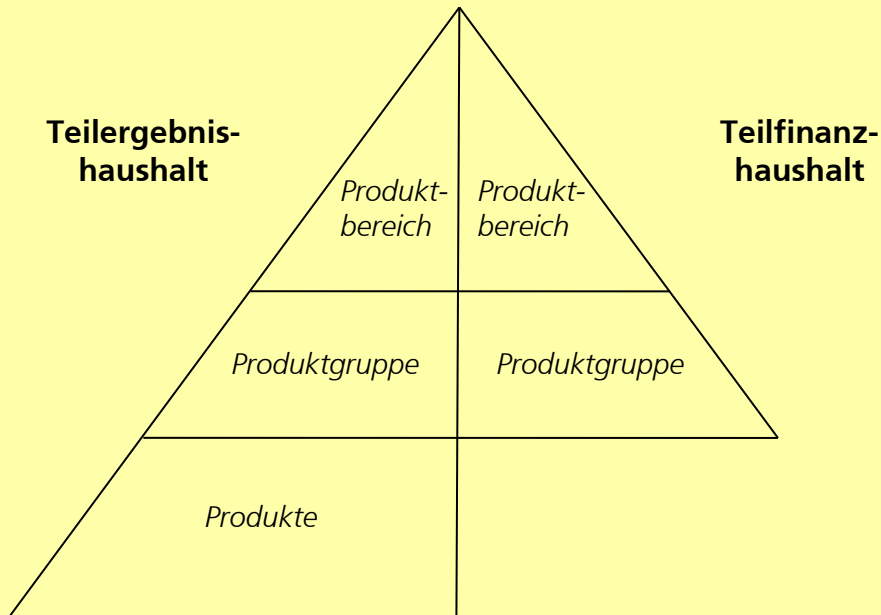 Teilergebnis-
haushalt
Teilfinanz-
haushalt
Produkt-
bereich
Produkt-
bereich
Produktgruppe
Produktgruppe
Produkte